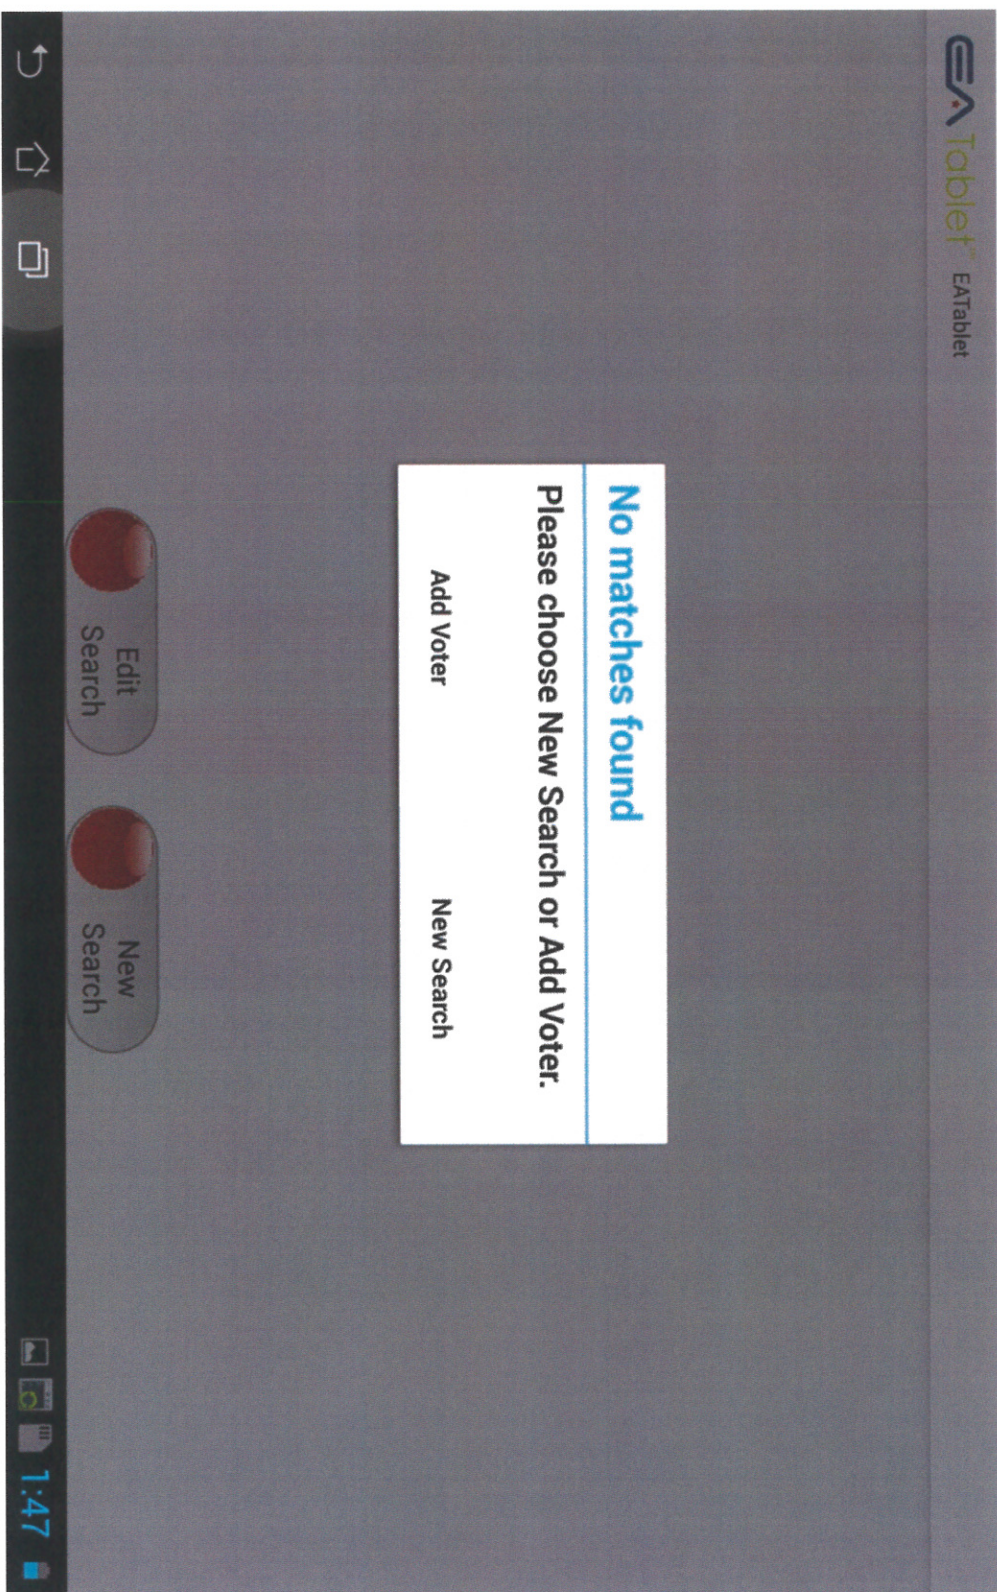 EA Tablet™ EATablet
No matches found
Please choose New Search or Add Voter.
Add Voter
New Search
Edit
Search
New
Search
1:47